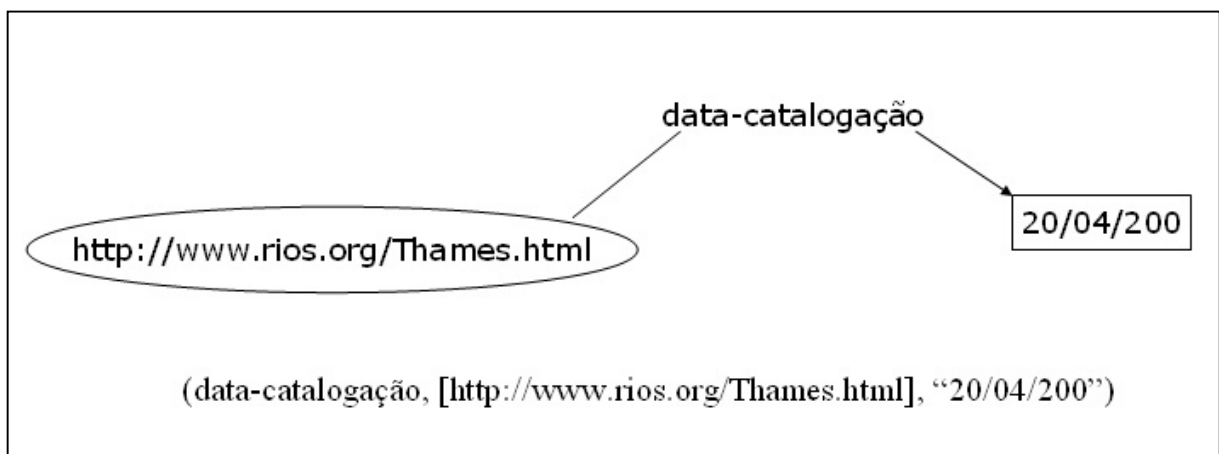 data-catalogação
20/04/200
http://www.rios.org/Thames.html
(data-catalogação, [http://www.rios.org/Thames.html], “20/04/200”)